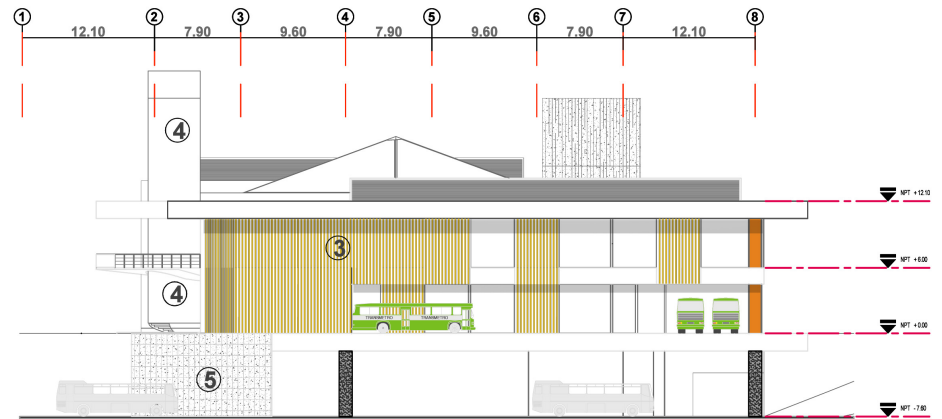 1 2 3 4 5 6 7 8
12.10 7.90 9.60 7.90 9.60 7.90 12.10
4
NPT +12.10
3
NPT +6.00
4
TRANSMETRO TRANSMETRO
NPT +0.00
5
NPT -7.60